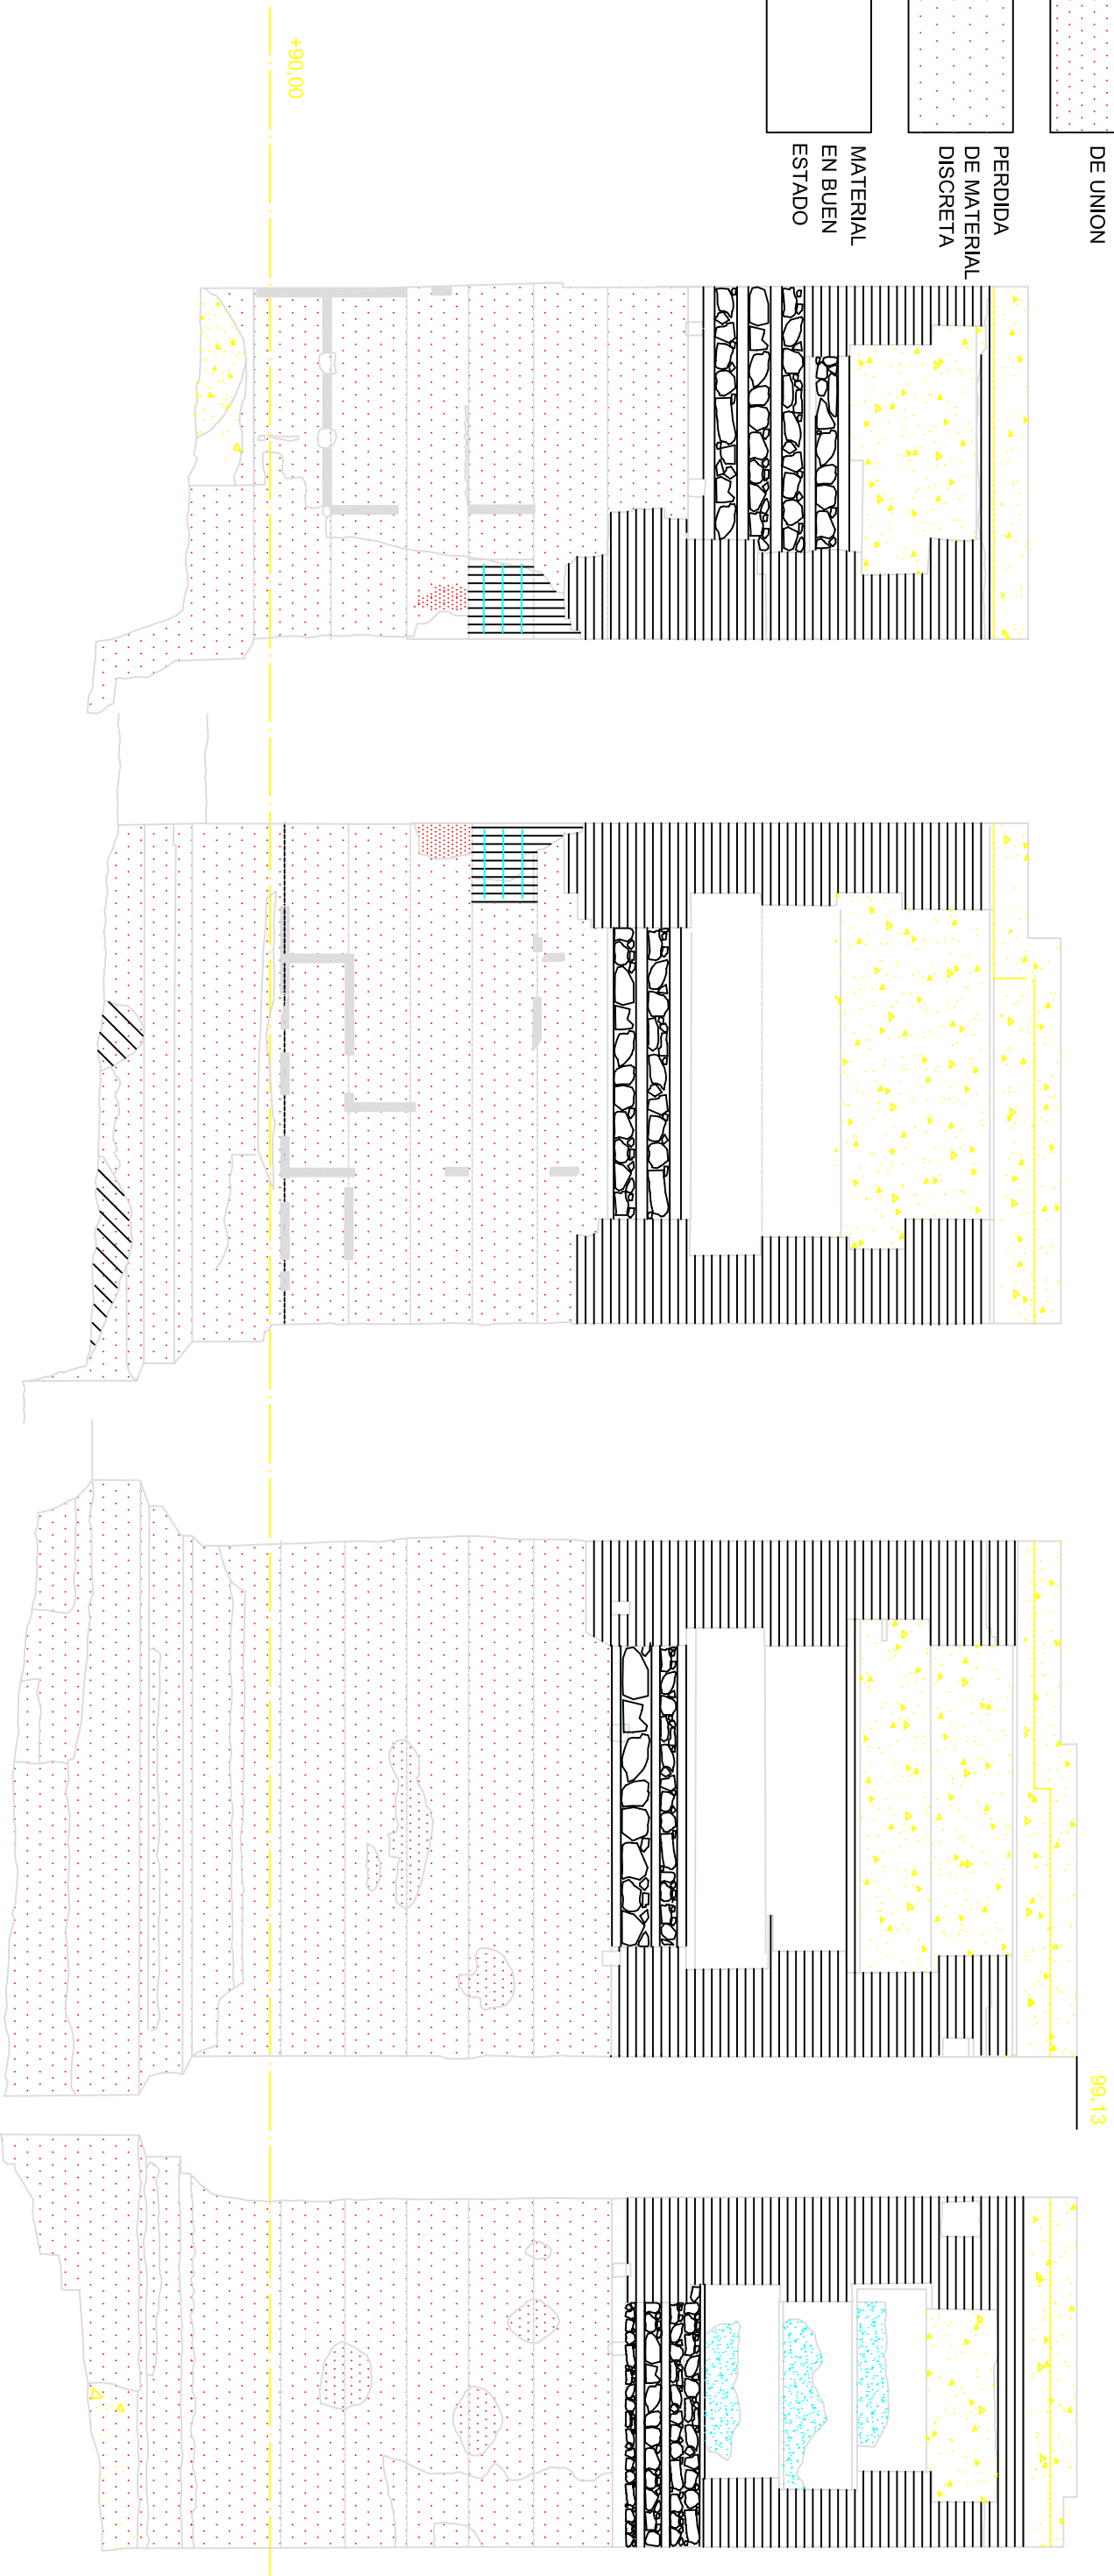 DE UNION
PERDIDA
DE MATERIAL
DISCRETA
MATERIAL
EN BUEN
ESTADO
+90,00
99.13